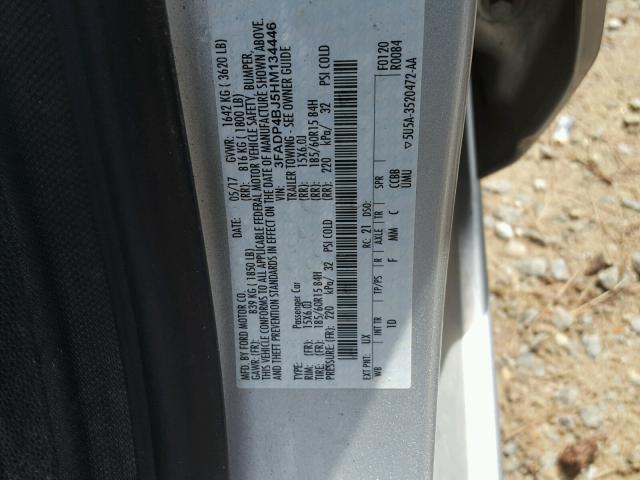 MFD. BY FORD MOTOR CO.
DATE: 05/17 GVWR: 1642 KG ( 3620 LB)
GAWR: (FR): 839 KG ( 1850 LB) (RR): 816 KG ( 1800 LB)
THIS VEHICLE CONFORMS TO ALL APPLICABLE FEDERAL MOTOR VEHICLE SAFETY, BUMPER,
AND THEFT PREVENTION STANDARDS IN EFFECT ON THE DATE OF MANUFACTURE SHOWN ABOVE.
VIN: 3FADP4BJ5HM134446
TYPE: Passenger Car TRAILER TOWING - SEE OWNER GUIDE
RIM: (FR): 15X6.0J (RR): 15X6.0J
TIRE: (FR): 185/60R15 84H (RR): 185/60R15 84H
PRESSURE: (FR): 220 kPa/ 32 PSI COLD (RR): 220 kPa/ 32 PSI COLD
EXT PNT: UX RC: 21 DSO: F0120
R00B4
WB INT TR TP/PS R AXLE TR SPR
1D F MM C CCBB
UMU
5U5A-3520472-AA